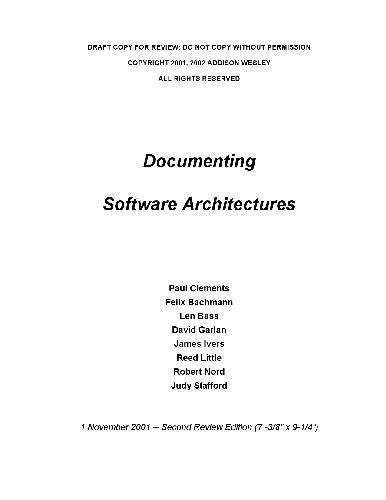 DRAFT COPY FOR REVIEW: DO NOT COPY WITHOUT PERMISSION
COPYRIGHT 2001, 2002 ADDISON WESLEY
ALL RIGHTS RESERVED
Documenting
Software Architectures
Paul Clements
Felix Bachmann
Len Bass
David Garlan
James Ivers
Reed Little
Robert Nord
Judy Stafford
1 November 2001 -- Second Review Edition (7 -3/8" x 9-1/4")